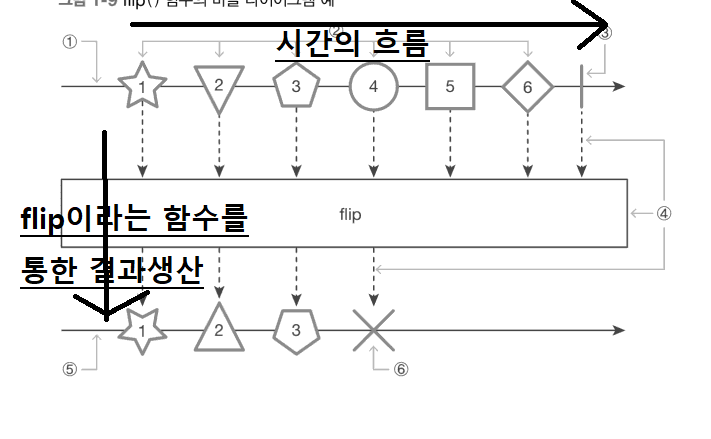 그림 1-9 flip() 함수의 마블 다이어그램 예
②
시간의 흐름
①
③
1 2 3 4 5 6
flip이라는 함수를
flip
④
통한 결과생산
1 2 3
⑤
⑥